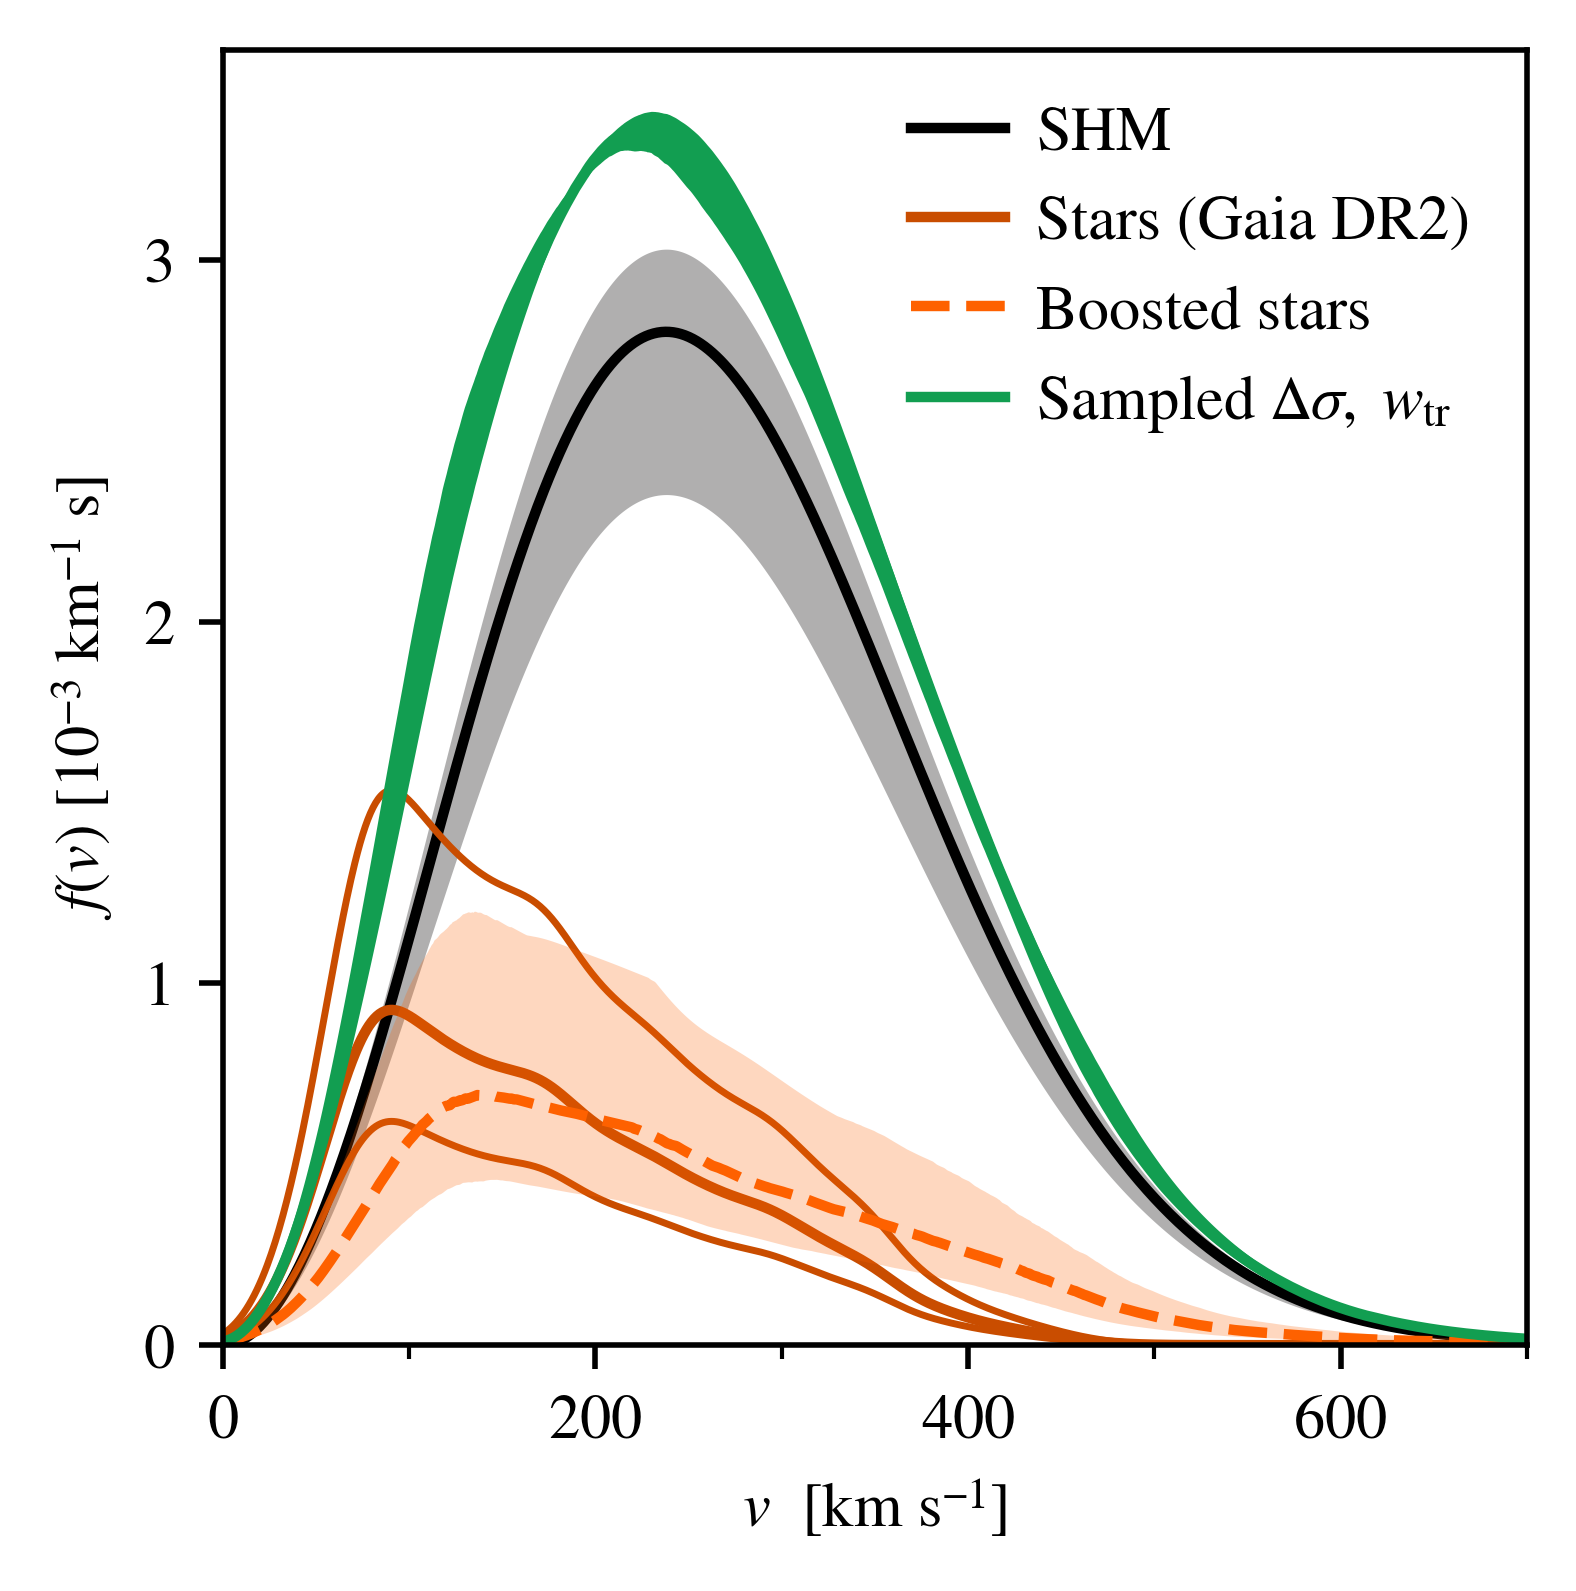 SHM
Stars (Gaia DR2)
Boosted stars
Sampled Δσ, w_tr
f(v) [10⁻³ km⁻¹ s]
3
2
1
0
0 200 400 600
v [km s⁻¹]